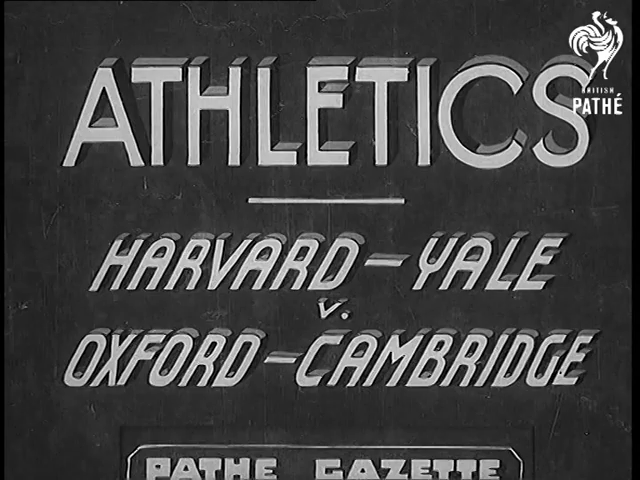 BRITISH
PATHÉ
ATHLETICS
HARVARD-YALE
v.
OXFORD-CAMBRIDGE
PATHE GAZETTE